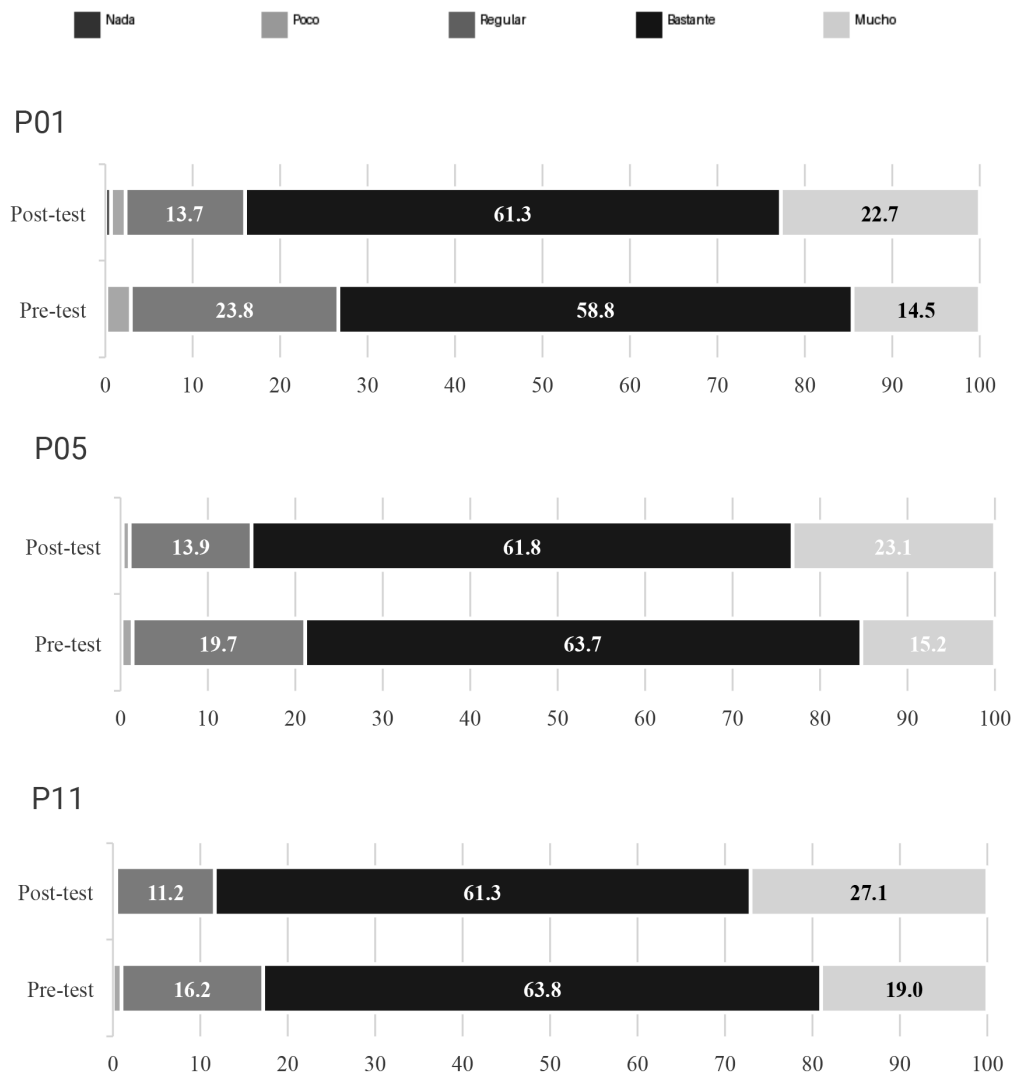 Nada Poco Regular Bastante Mucho
P01
Post-test 13.7 61.3 22.7
Pre-test 23.8 58.8 14.5
0 10 20 30 40 50 60 70 80 90 100
P05
Post-test 13.9 61.8 23.1
Pre-test 19.7 63.7 15.2
0 10 20 30 40 50 60 70 80 90 100
P11
Post-test 11.2 61.3 27.1
Pre-test 16.2 63.8 19.0
0 10 20 30 40 50 60 70 80 90 100